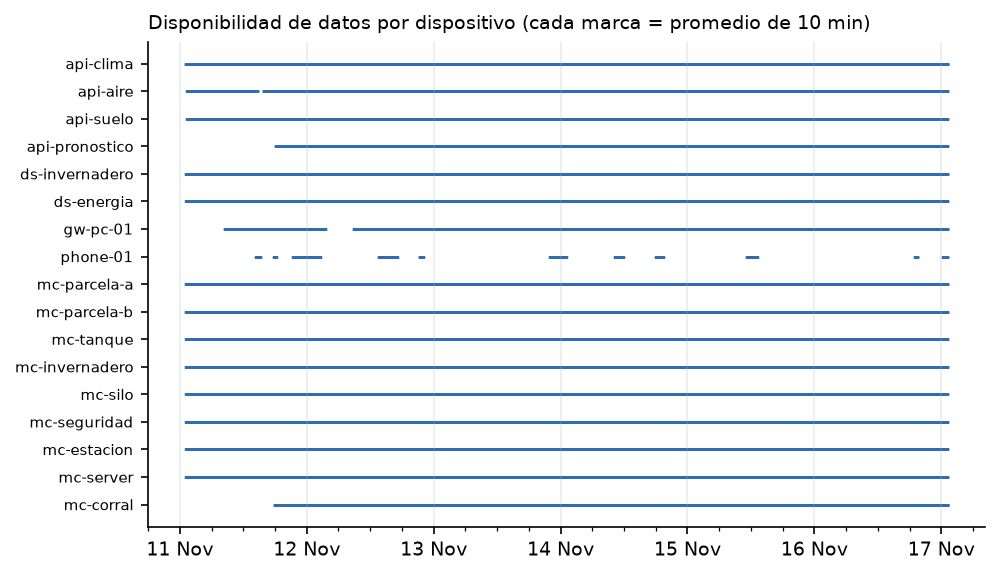 Disponibilidad de datos por dispositivo (cada marca = promedio de 10 min)
api-clima
api-aire
api-suelo
api-pronostico
ds-invernadero
ds-energia
gw-pc-01
phone-01
mc-parcela-a
mc-parcela-b
mc-tanque
mc-invernadero
mc-silo
mc-seguridad
mc-estacion
mc-server
mc-corral
11 Nov 12 Nov 13 Nov 14 Nov 15 Nov 16 Nov 17 Nov